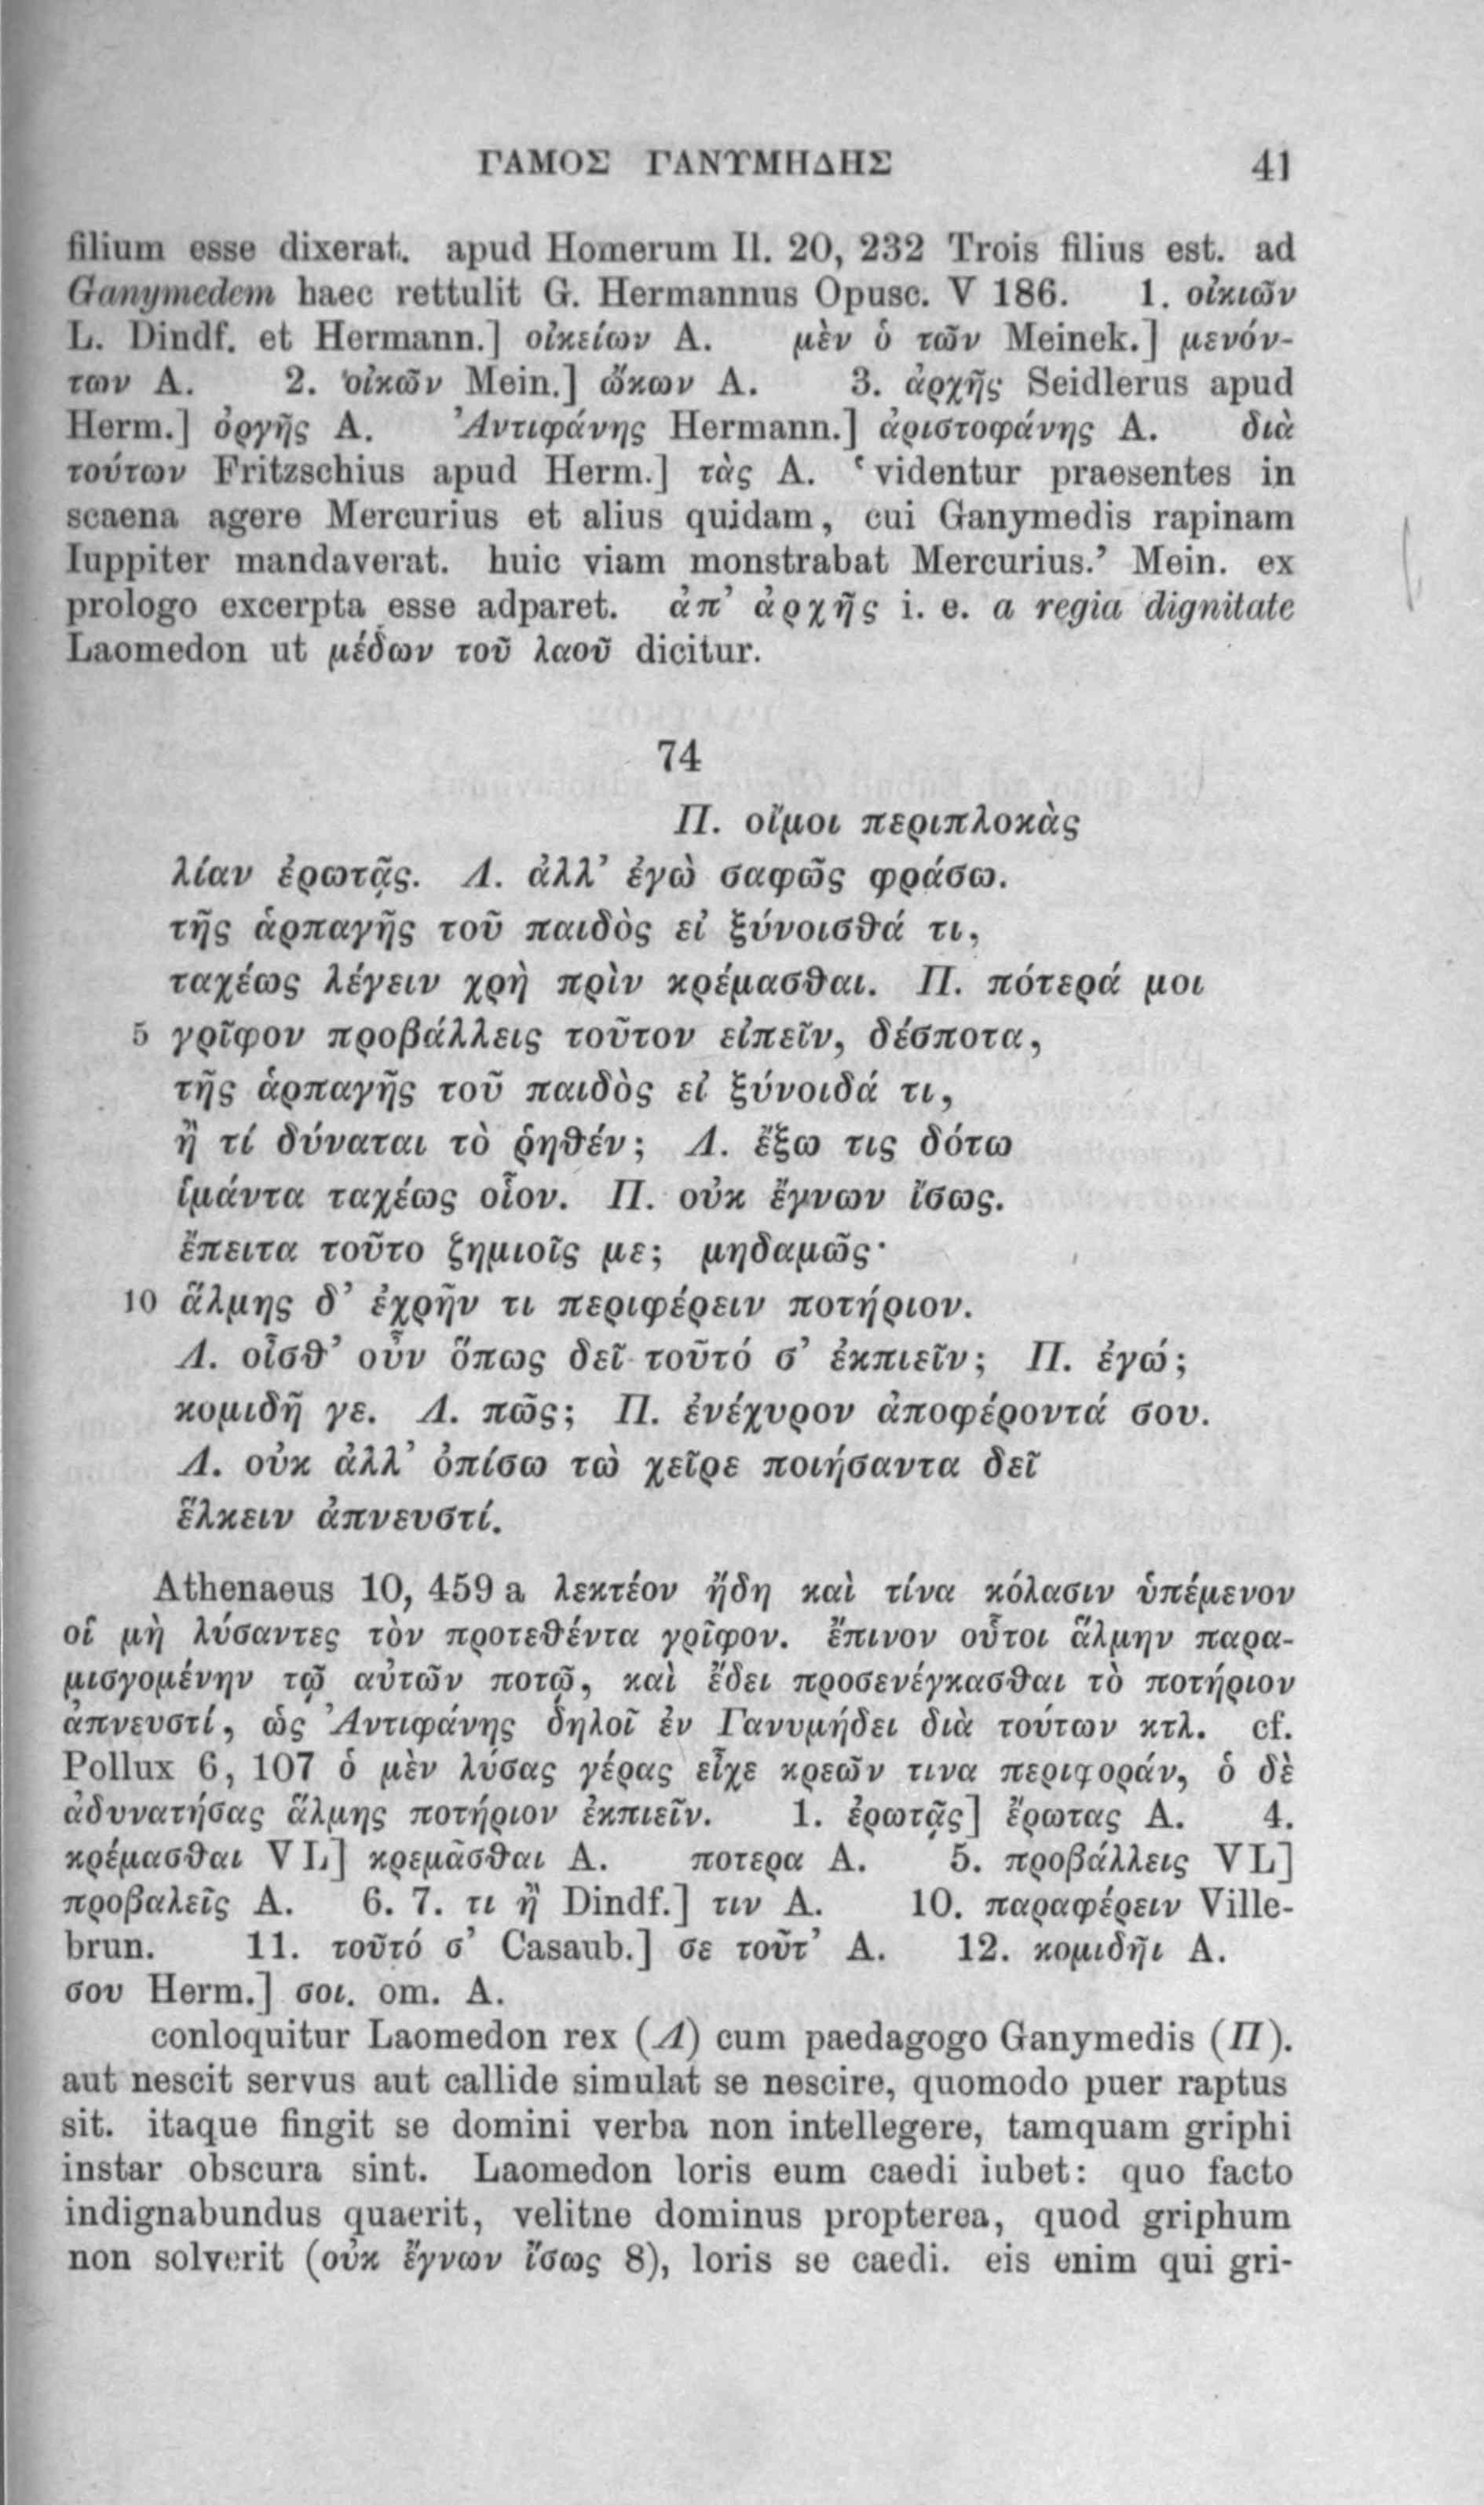 ΓΑΜΟΣ ΓΑΝΥΜΗΔΗΣ 41
filium esse dixerat. apud Homerum Il. 20, 232 Trois filius est. ad
Ganymedem haec rettulit G. Hermannus Opusc. V 186. 1. οἰκιῶν
L. Dindf. et Hermann.] οἰκείων A. μὲν ὁ τῶν Meinek.] μενόν-
των A. 2. ᾿οἰκῶν Mein.] ᾤκων A. 3. ἀρχῆς Seidlerus apud
Herm.] ὀργῆς A. Ἀντιφάνης Hermann.] ἀριστοφάνης A. διὰ
τούτων Fritzschius apud Herm.] τὰς A. ‘videntur praesentes in
scaena agere Mercurius et alius quidam, cui Ganymedis rapinam
Iuppiter mandaverat. huic viam monstrabat Mercurius.’ Mein. ex
prologo excerpta esse adparet. ἀπ’ ἀρχῆς i. e. a regia dignitate
Laomedon ut μέδων τοῦ λαοῦ dicitur.
74
Π. οἴμοι περιπλοκὰς
λίαν ἐρωτᾷς. Λ. ἀλλ’ ἐγὼ σαφῶς φράσω.
τῆς ἁρπαγῆς τοῦ παιδὸς εἰ ξύνοισθά τι,
ταχέως λέγειν χρὴ πρὶν κρέμασθαι. Π. πότερά μοι
5 γρῖφον προβάλλεις τοῦτον εἰπεῖν, δέσποτα,
τῆς ἁρπαγῆς τοῦ παιδὸς εἰ ξύνοιδά τι,
ἢ τί δύναται τὸ ῥηθέν; Λ. ἔξω τις δότω
ἱμάντα ταχέως οἷον. Π. οὐκ ἔγνων ἴσως.
ἔπειτα τοῦτο ζημιοῖς με; μηδαμῶς·
10 ἅλμης δ’ ἐχρῆν τι περιφέρειν ποτήριον.
Λ. οἶσθ’ οὖν ὅπως δεῖ τοῦτό σ’ ἐκπιεῖν; Π. ἐγώ;
κομιδῆ γε. Λ. πῶς; Π. ἐνέχυρον ἀποφέροντά σου.
Λ. οὐκ ἀλλ’ ὀπίσω τὼ χεῖρε ποιήσαντα δεῖ
ἕλκειν ἀπνευστί.
Athenaeus 10, 459 a λεκτέον ἤδη καὶ τίνα κόλασιν ὑπέμενον
οἱ μὴ λύσαντες τὸν προτεθέντα γρῖφον. ἔπινον οὗτοι ἅλμην παρα-
μισγομένην τῷ αὑτῶν ποτῷ, καὶ ἔδει προσενέγκασθαι τὸ ποτήριον
ἀπνευστί, ὡς Ἀντιφάνης δηλοῖ ἐν Γανυμήδει διὰ τούτων κτλ. cf.
Pollux 6, 107 ὁ μὲν λύσας γέρας εἶχε κρεῶν τινα περιφοράν, ὁ δὲ
ἀδυνατήσας ἅλμης ποτήριον ἐκπιεῖν. 1. ἐρωτᾷς] ἔρωτας A. 4.
κρέμασθαι VL] κρεμᾶσθαι A. ποτερα A. 5. προβάλλεις VL]
προβαλεῖς A. 6. 7. τι ἢ Dindf.] τιν A. 10. παραφέρειν Ville-
brun. 11. τοῦτό σ’ Casaub.] σε τοῦτ’ A. 12. κομιδῆι A.
σου Herm.] σοι. om. A.
conloquitur Laomedon rex (Λ) cum paedagogo Ganymedis (Π).
aut nescit servus aut callide simulat se nescire, quomodo puer raptus
sit. itaque fingit se domini verba non intellegere, tamquam griphi
instar obscura sint. Laomedon loris eum caedi iubet: quo facto
indignabundus quaerit, velitne dominus propterea, quod griphum
non solverit (οὐκ ἔγνων ἴσως 8), loris se caedi. eis enim qui gri-